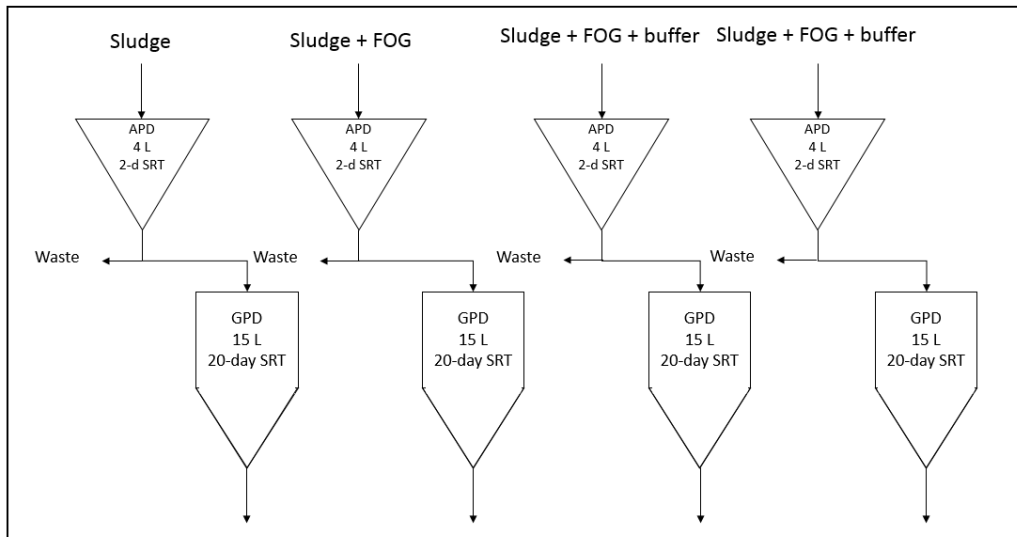 Sludge
Sludge + FOG
Sludge + FOG + buffer
Sludge + FOG + buffer
APD
4 L
2-d SRT
APD
4 L
2-d SRT
APD
4 L
2-d SRT
APD
4 L
2-d SRT
Waste
Waste
Waste
Waste
GPD
15 L
20-day SRT
GPD
15 L
20-day SRT
GPD
15 L
20-day SRT
GPD
15 L
20-day SRT